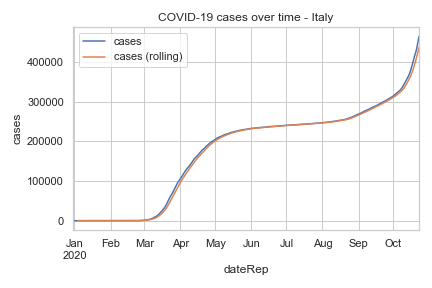 COVID-19 cases over time - Italy
cases
cases (rolling)
400000
300000
200000
100000
0
cases
Jan Feb Mar Apr May Jun Jul Aug Sep Oct
2020
dateRep